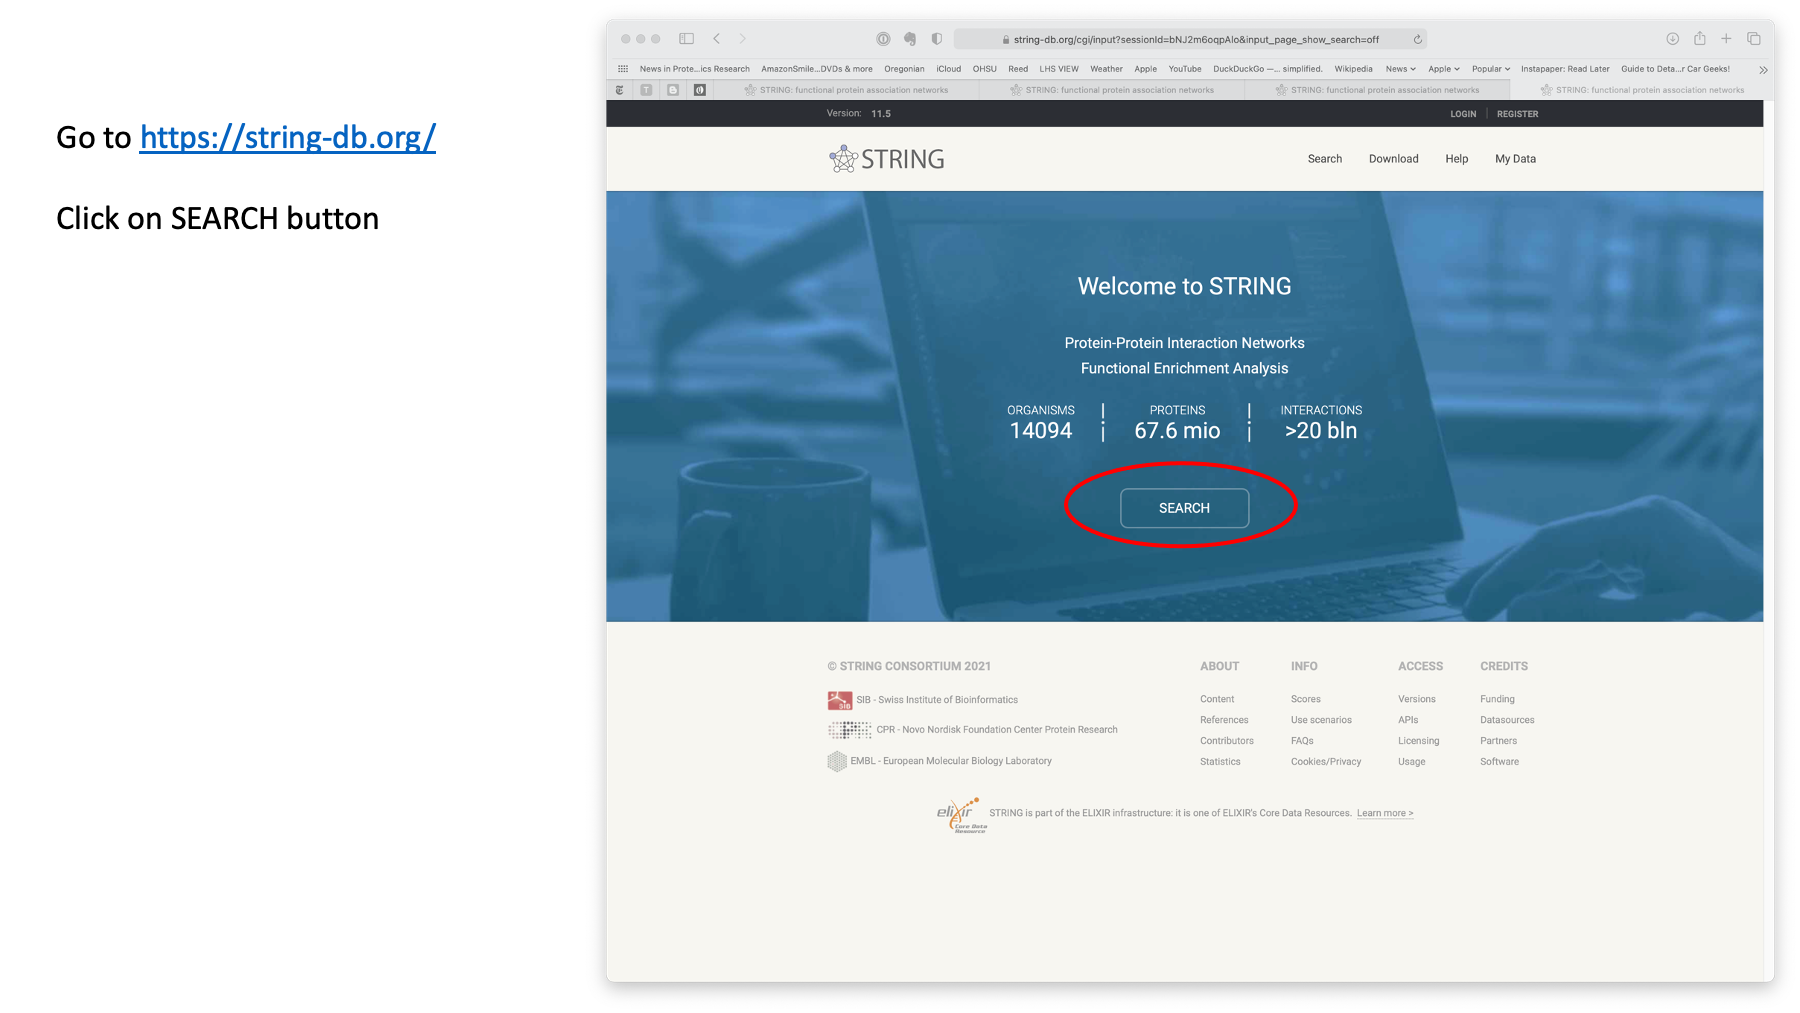 Go to https://string-db.org/
Click on SEARCH button
string-db.org/cgi/input?sessionId=bNJ2m6oqpAIo&input_page_show_search=off
News in Prote...ics Research AmazonSmile...DVDs & more Oregonian iCloud OHSU Reed LHS VIEW Weather Apple YouTube DuckDuckGo —... simplified. Wikipedia News Apple Popular Instapaper: Read Later Guide to Deta...r Car Geeks!
T STRING: functional protein association networks STRING: functional protein association networks STRING: functional protein association networks STRING: functional protein association networks
Version: 11.5 LOGIN | REGISTER
STRING Search Download Help My Data
Welcome to STRING
Protein-Protein Interaction Networks
Functional Enrichment Analysis
ORGANISMS PROTEINS INTERACTIONS
14094 67.6 mio >20 bln
SEARCH
© STRING CONSORTIUM 2021 ABOUT INFO ACCESS CREDITS
SIB SIB - Swiss Institute of Bioinformatics Content Scores Versions Funding
References Use scenarios APIs Datasources
CPR - Novo Nordisk Foundation Center Protein Research Contributors FAQs Licensing Partners
EMBL - European Molecular Biology Laboratory Statistics Cookies/Privacy Usage Software
elixir Core Data Resource STRING is part of the ELIXIR infrastructure: it is one of ELIXIR's Core Data Resources. Learn more >